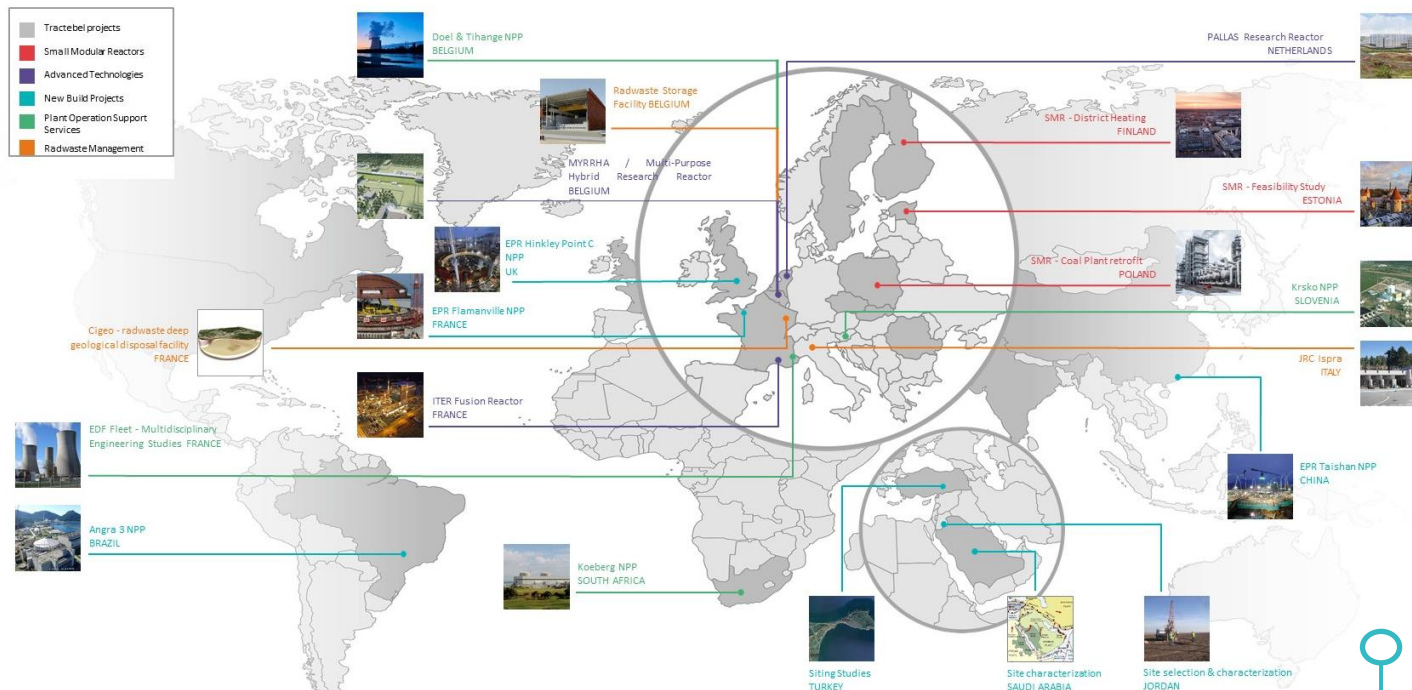 Tractebel projects
Small Modular Reactors
Advanced Technologies
New Build Projects
Plant Operation Support
Services
Radwaste Management
Doel & Tihange NPP
BELGIUM
Radwaste Storage
Facility BELGIUM
MYRRHA / Multi-Purpose
Hybrid Research Reactor
BELGIUM
EPR Hinkley Point C
NPP
UK
EPR Flamanville NPP
FRANCE
Cigeo - radwaste deep
geological disposal facility
FRANCE
ITER Fusion Reactor
FRANCE
EDF Fleet - Multidisciplinary
Engineering Studies FRANCE
Angra 3 NPP
BRAZIL
Koeberg NPP
SOUTH AFRICA
PALLAS Research Reactor
NETHERLANDS
SMR - District Heating
FINLAND
SMR - Feasibility Study
ESTONIA
SMR - Coal Plant retrofit
POLAND
Krsko NPP
SLOVENIA
JRC Ispra
ITALY
EPR Taishan NPP
CHINA
Siting Studies
TURKEY
Site characterization
SAUDI ARABIA
Site selection & characterization
JORDAN